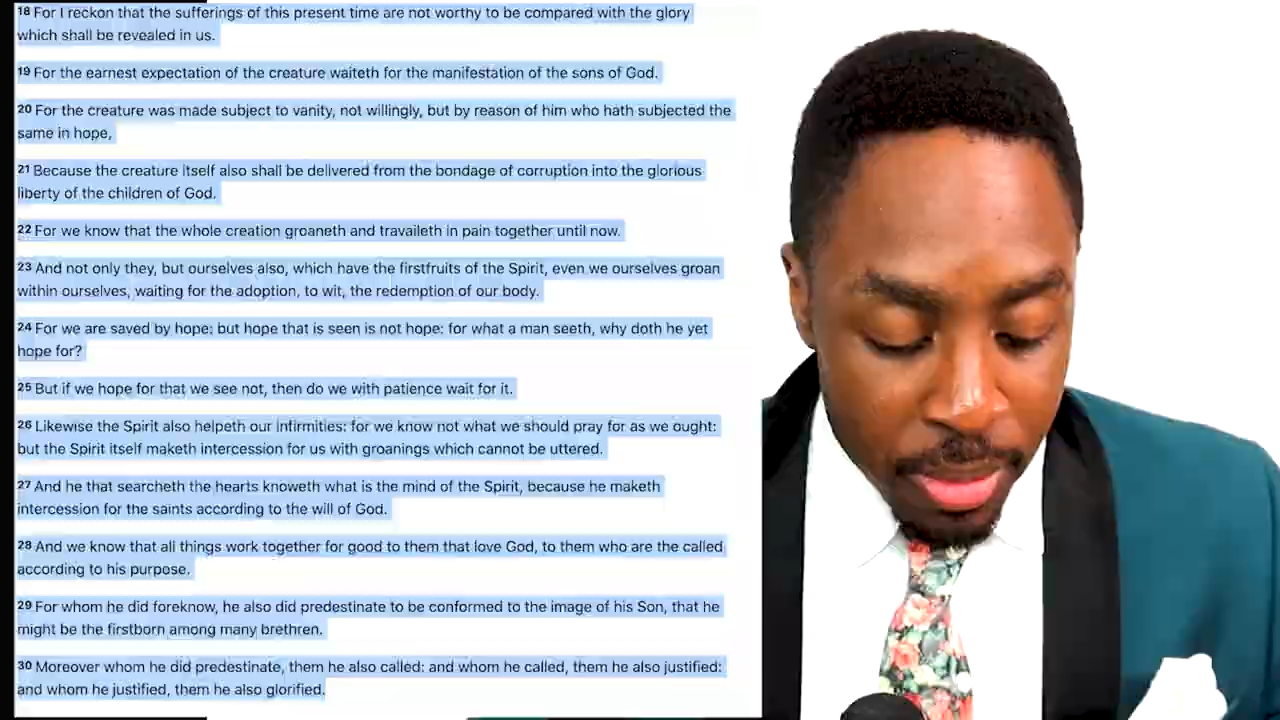 18 For I reckon that the sufferings of this present time are not worthy to be compared with the glory
which shall be revealed in us.
19 For the earnest expectation of the creature waiteth for the manifestation of the sons of God.
20 For the creature was made subject to vanity, not willingly, but by reason of him who hath subjected the
same in hope,
21 Because the creature itself also shall be delivered from the bondage of corruption into the glorious
liberty of the children of God.
22 For we know that the whole creation groaneth and travaileth in pain together until now.
23 And not only they, but ourselves also, which have the firstfruits of the Spirit, even we ourselves groan
within ourselves, waiting for the adoption, to wit, the redemption of our body.
24 For we are saved by hope: but hope that is seen is not hope: for what a man seeth, why doth he yet
hope for?
25 But if we hope for that we see not, then do we with patience wait for it.
26 Likewise the Spirit also helpeth our infirmities: for we know not what we should pray for as we ought:
but the Spirit itself maketh intercession for us with groanings which cannot be uttered.
27 And he that searcheth the hearts knoweth what is the mind of the Spirit, because he maketh
intercession for the saints according to the will of God.
28 And we know that all things work together for good to them that love God, to them who are the called
according to his purpose.
29 For whom he did foreknow, he also did predestinate to be conformed to the image of his Son, that he
might be the firstborn among many brethren.
30 Moreover whom he did predestinate, them he also called: and whom he called, them he also justified:
and whom he justified, them he also glorified.